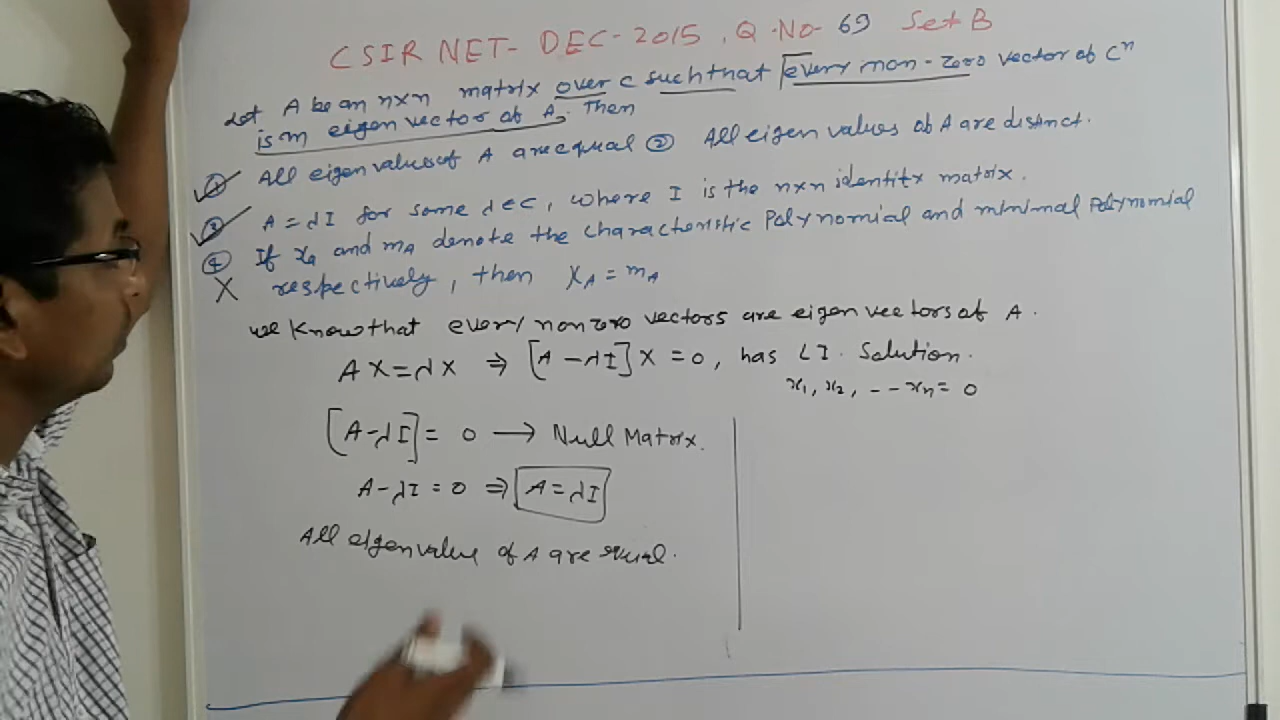 CSIR NET- DEC-2015, Q.No- 69 Set B
Let A be an nxn matrix over C such that every non-zero vector of Cⁿ
is m eigen vector of A. Then
① All eigen values of A are equal ② All eigen values of A are distinct.
③ A = λI for some λ∈C, where I is the nxn identity matrix.
④ If χA and mA denote the characteristic Polynomial and minimal Polynomial
X respectively, then χA = mA
we know that every nonzero vectors are eigen vectors of A.
AX=λX ⇒ [A-λI]X=0, has LI. Solution.
x₁, x₂, --xₙ= 0
[A-λI]= 0 → Null Matrix.
A-λI=0 ⇒ A=λI
All eigenvalue of A are equal.